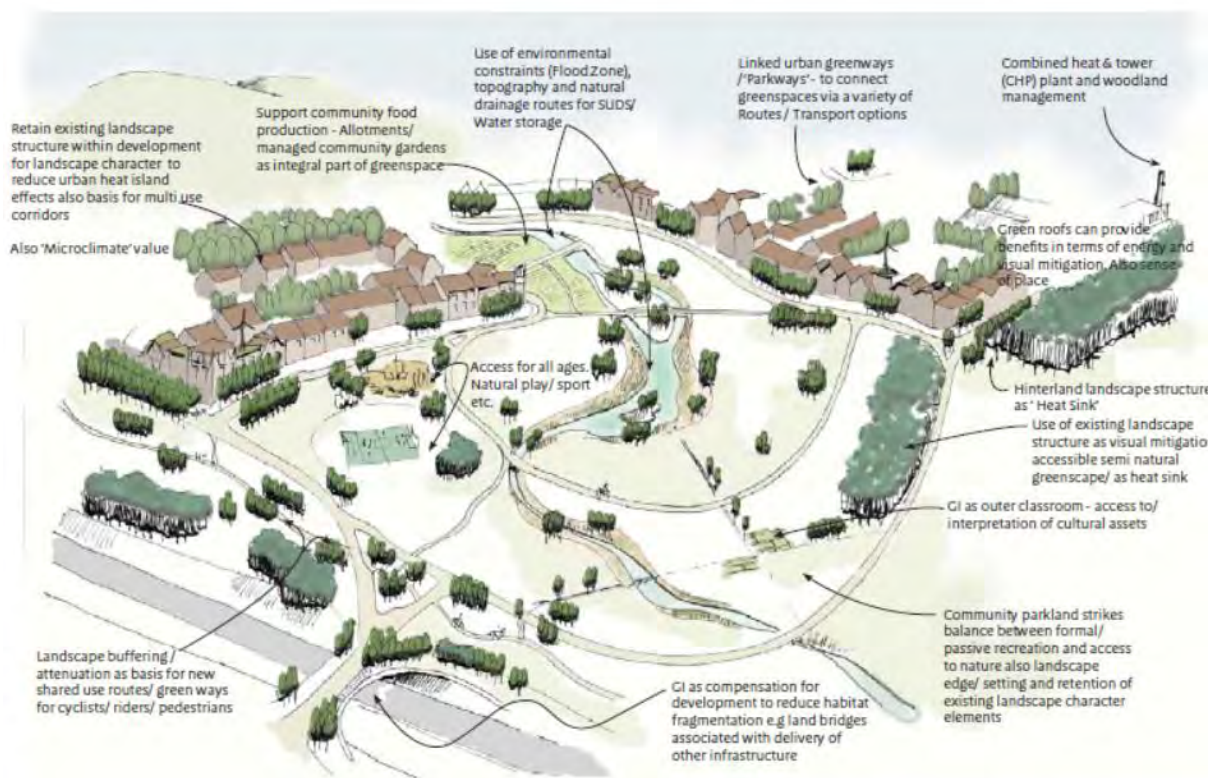 Use of environmental
constraints (Flood Zone),
topography and natural
drainage routes for SUDS/
Water storage
Linked urban greenways
/'Parkways'- to connect
greenspaces via a variety of
Routes / Transport options
Combined heat & tower
(CHP) plant and woodland
management
Support community food
production - Allotments/
managed community gardens
as integral part of greenspace
Retain existing landscape
structure within development
for landscape character to
reduce urban heat island
effects also basis for multi use
corridors
Also 'Microclimate' value
Green roofs can provide
benefits in terms of energy and
visual mitigation. Also sense
of place
Access for all ages.
Natural play/ sport
etc.
Hinterland landscape structure
as ' Heat Sink'
Use of existing landscape
structure as visual mitigatio
accessible semi natural
greenscape/ as heat sink
GI as outer classroom - access to/
interpretation of cultural assets
Community parkland strikes
balance between formal/
passive recreation and access
to nature also landscape
edge/ setting and retention of
existing landscape character
elements
Landscape buffering /
attenuation as basis for new
shared use routes/ green ways
for cyclists/ riders/ pedestrians
GI as compensation for
development to reduce habitat
fragmentation e.g land bridges
associated with delivery of
other infrastructure